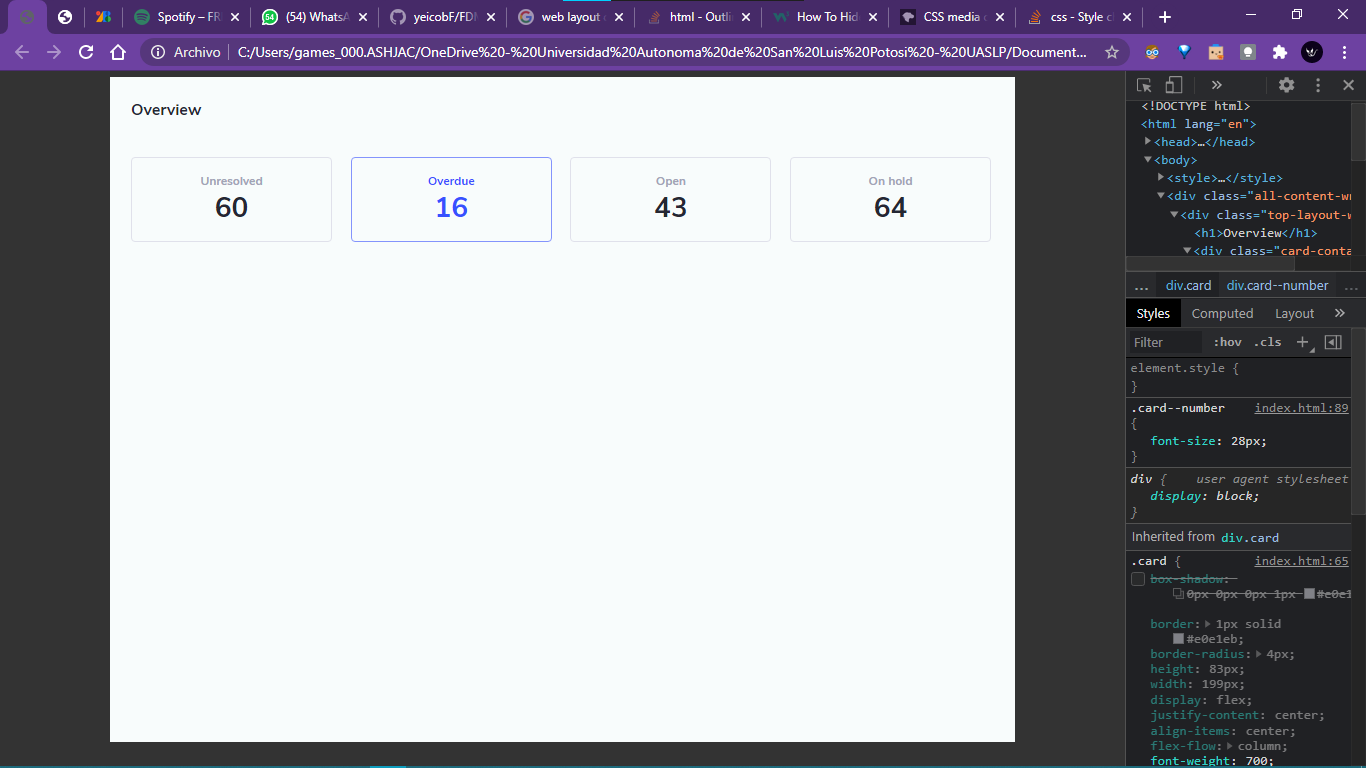 Spotify – FR
(54) WhatsA
yeicobF/FDM
web layout
html - Outli
How To Hid
CSS media
css - Style c
Archivo
C:/Users/games_000.ASHJAC/OneDrive%20-%20Universidad%20Autonoma%20de%20San%20Luis%20Potosi%20-%20UASLP/Document...
Overview
Unresolved
60
Overdue
16
Open
43
On hold
64
<!DOCTYPE html>
<html lang="en">
<head>…</head>
<body>
<style>…</style>
<div class="all-content-wr
<div class="top-layout-w
<h1>Overview</h1>
<div class="card-conta
... div.card div.card--number ...
Styles Computed Layout »
Filter :hov .cls +
element.style {
}
.card--number index.html:89
{
font-size: 28px;
}
div { user agent stylesheet
display: block;
}
Inherited from div.card
.card { index.html:65
box-shadow:
0px 0px 0px 1px #e0e1
border: 1px solid
#e0e1eb;
border-radius: 4px;
height: 83px;
width: 199px;
display: flex;
justify-content: center;
align-items: center;
flex-flow: column;
font-weight: 700;